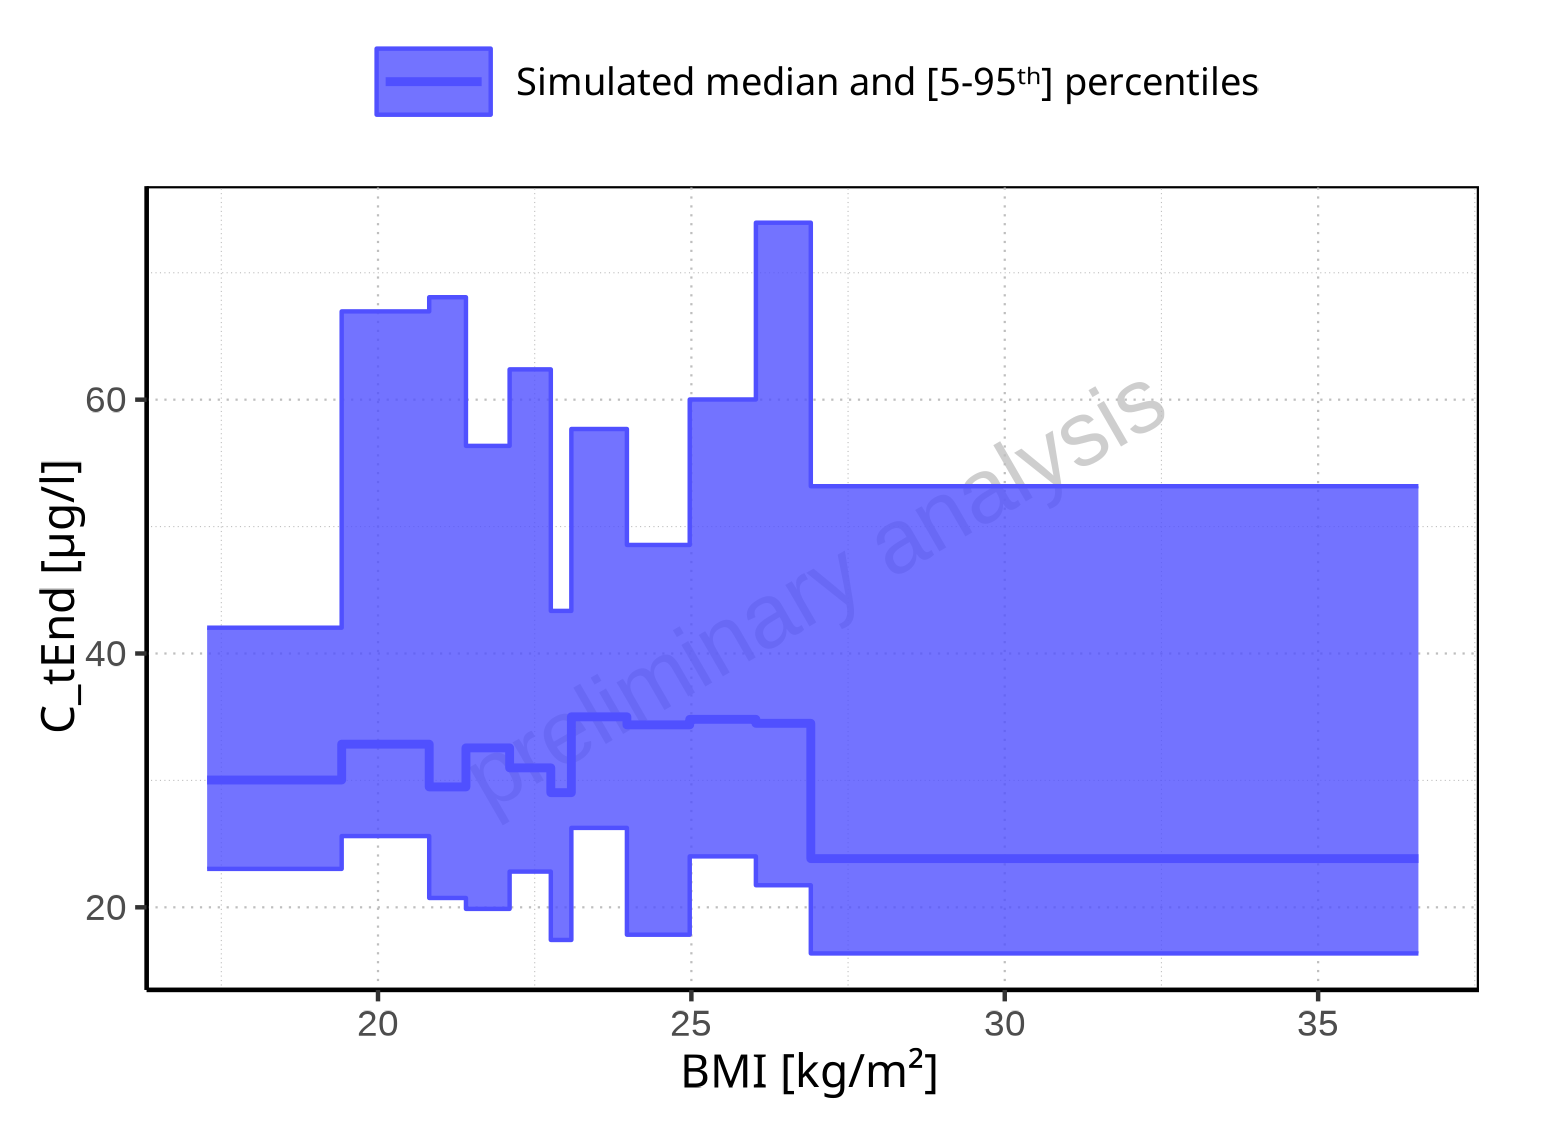 Simulated median and [5-95ᵗʰ] percentiles
60
40
20
C_tEnd [µg/l]
preliminary analysis
20 25 30 35
BMI [kg/m²]